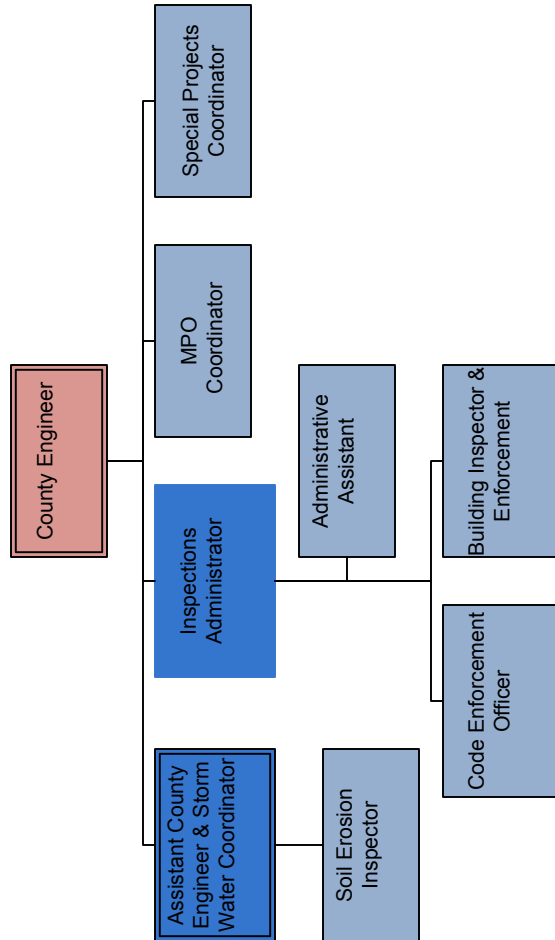 County Engineer
Assistant County
Engineer & Storm
Water Coordinator
Inspections
Administrator
MPO
Coordinator
Special Projects
Coordinator
Soil Erosion
Inspector
Administrative
Assistant
Code Enforcement
Officer
Building Inspector &
Enforcement